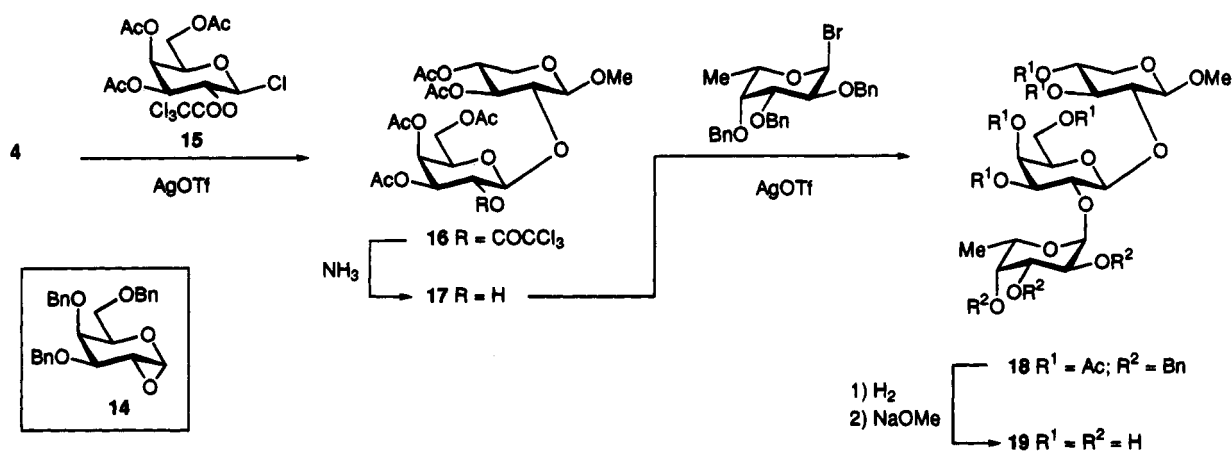 4
AcO
OAc
AcO
O
Cl
Cl₃CCOO
15
AgOTf
AcO
AcO
O
OMe
AcO
OAc
AcO
O
O
RO
16 R = COCCl₃
NH₃
17 R = H
Br
Me
O
OBn
OBn
BnO
AgOTf
R¹O
R¹O
O
OMe
R¹O
OR¹
R¹O
O
O
O
Me
O
OR²
OR²
R²O
18 R¹ = Ac; R² = Bn
1) H₂
2) NaOMe
19 R¹ = R² = H
BnO
OBn
BnO
O
O
14